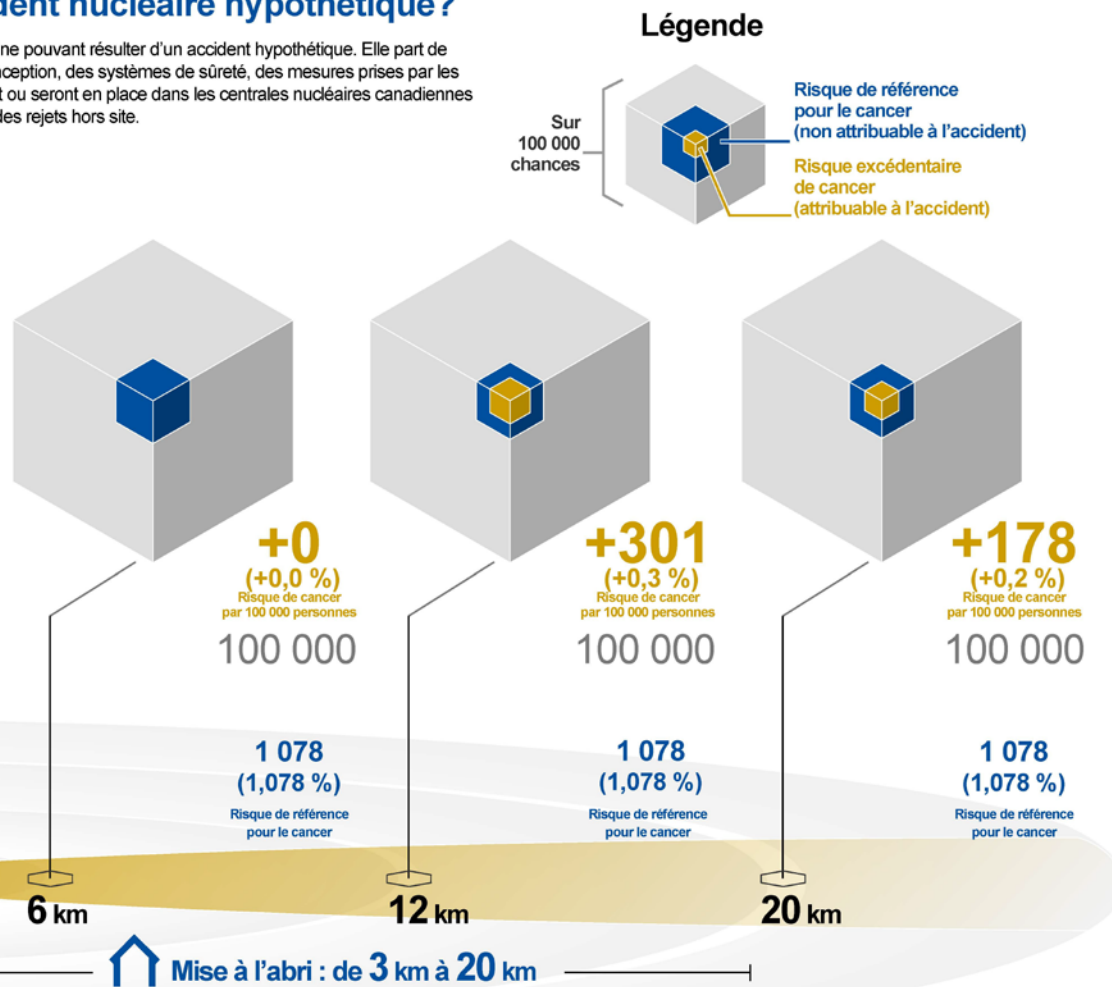 dent nucléaire hypothétique?
ne pouvant résulter d'un accident hypothétique. Elle part de
nception, des systèmes de sûreté, des mesures prises par les
t ou seront en place dans les centrales nucléaires canadiennes
des rejets hors site.
Légende
Sur
100 000
chances
Risque de référence
pour le cancer
(non attribuable à l'accident)
Risque excédentaire
de cancer
(attribuable à l'accident)
+0
(+0,0 %)
Risque de cancer
par 100 000 personnes
100 000
1 078
(1,078 %)
Risque de référence
pour le cancer
6 km
+301
(+0,3 %)
Risque de cancer
par 100 000 personnes
100 000
1 078
(1,078 %)
Risque de référence
pour le cancer
12 km
+178
(+0,2 %)
Risque de cancer
par 100 000 personnes
100 000
1 078
(1,078 %)
Risque de référence
pour le cancer
20 km
Mise à l'abri : de 3 km à 20 km